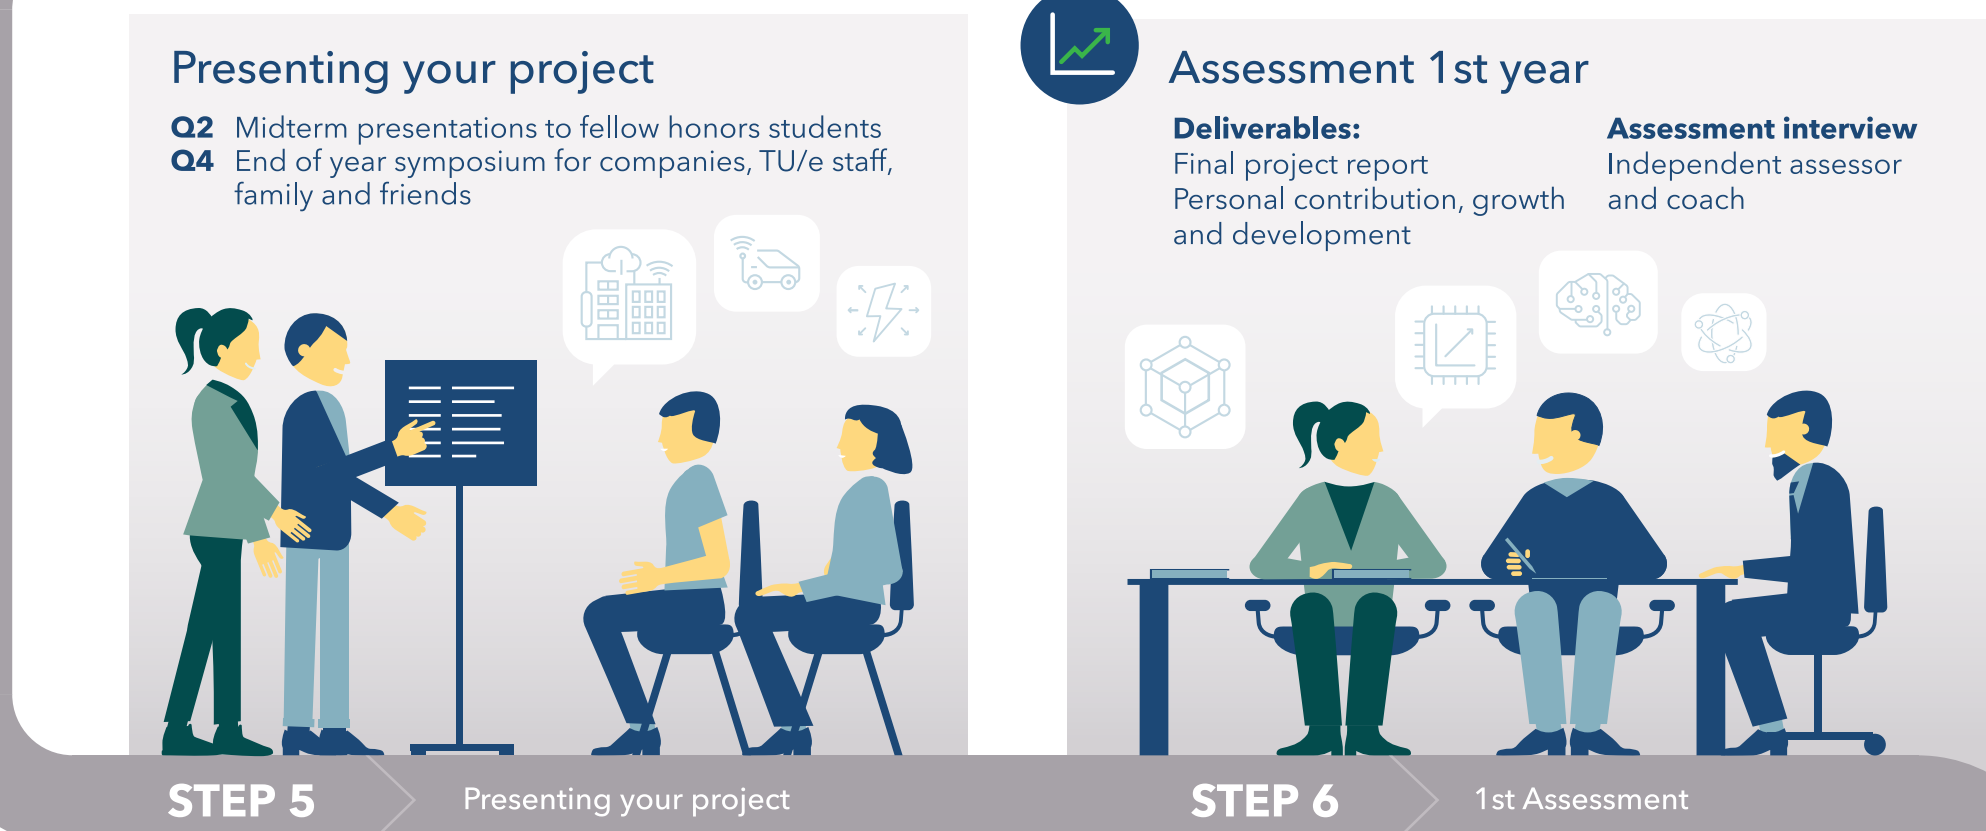 Presenting your project
Q2 Midterm presentations to fellow honors students
Q4 End of year symposium for companies, TU/e staff,
family and friends
Assessment 1st year
Deliverables:
Final project report
Personal contribution, growth
and development
Assessment interview
Independent assessor
and coach
STEP 5
Presenting your project
STEP 6
1st Assessment